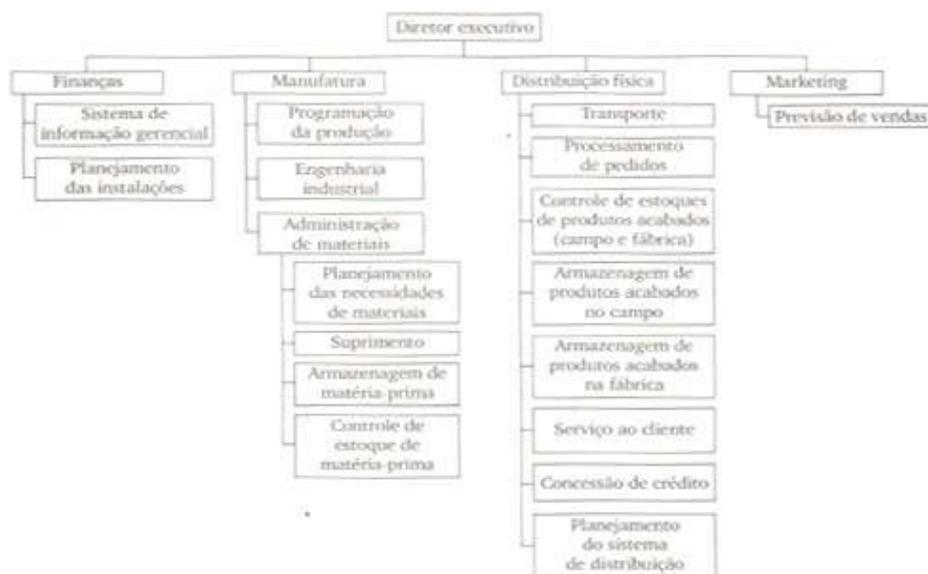 Diretor executivo
Finanças
Sistema de
informação gerencial
Planejamento
das instalações
Manufatura
Programação
da produção
Engenharia
industrial
Administração
de materiais
Planejamento
das necessidades
de materiais
Suprimento
Armazenagem de
matéria-prima
Controle de
estoque de
matéria-prima
Distribuição física
Transporte
Processamento
de pedidos
Controle de estoques
de produtos acabados
(campo e fábrica)
Armazenagem de
produtos acabados
no campo
Armazenagem de
produtos acabados
na fábrica
Serviço ao cliente
Concessão de crédito
Planejamento
do sistema
de distribuição
Marketing
Previsão de vendas